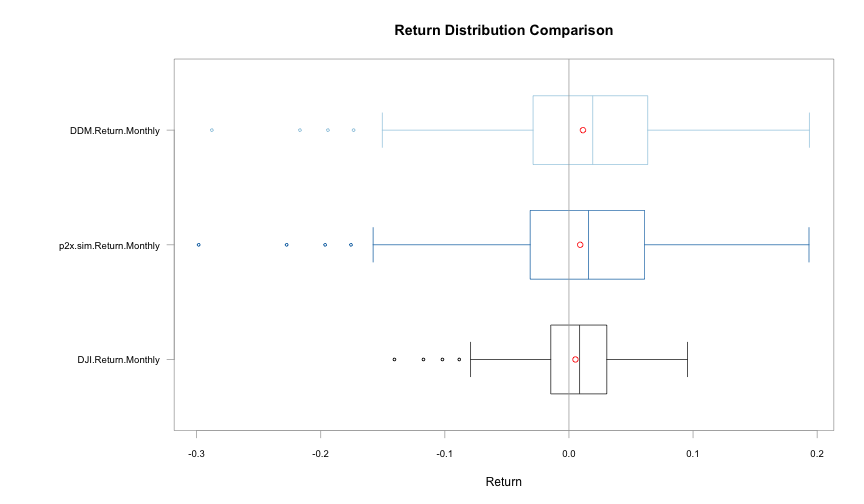 Return Distribution Comparison
DDM.Return.Monthly
p2x.sim.Return.Monthly
DJI.Return.Monthly
-0.3 -0.2 -0.1 0.0 0.1 0.2
Return